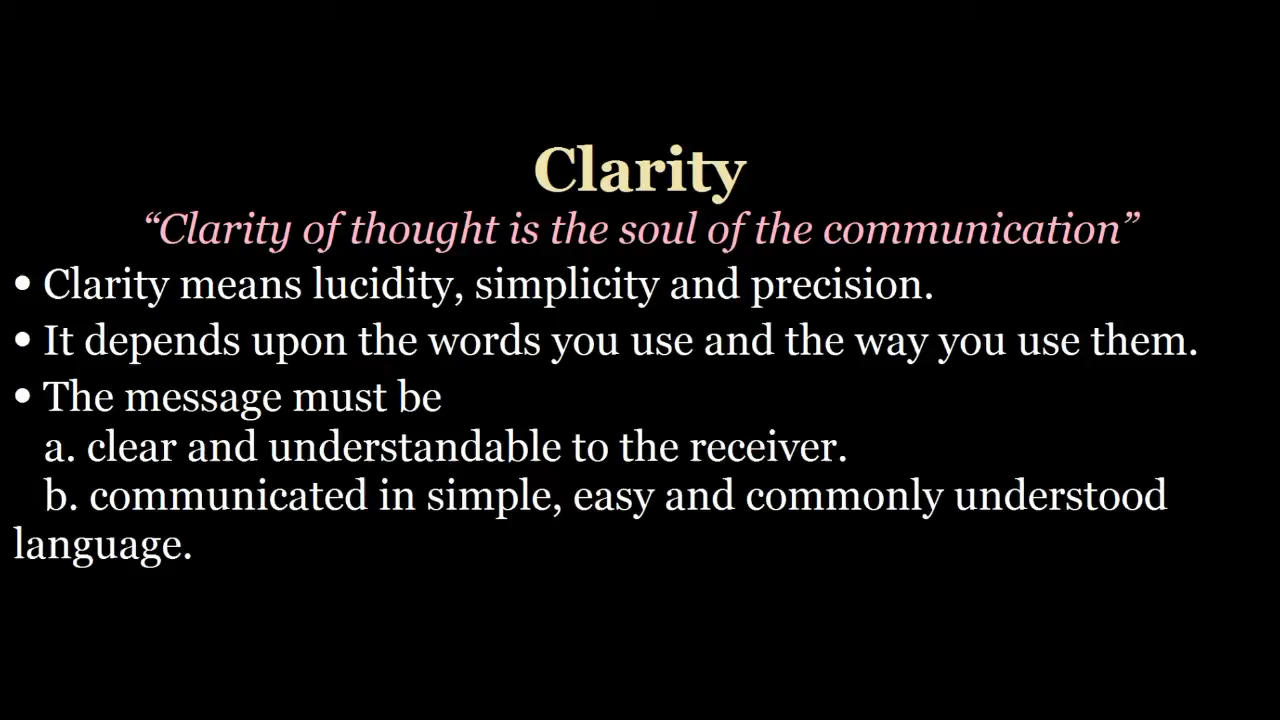 Clarity
“Clarity of thought is the soul of the communication”
• Clarity means lucidity, simplicity and precision.
• It depends upon the words you use and the way you use them.
• The message must be
a. clear and understandable to the receiver.
b. communicated in simple, easy and commonly understood
language.